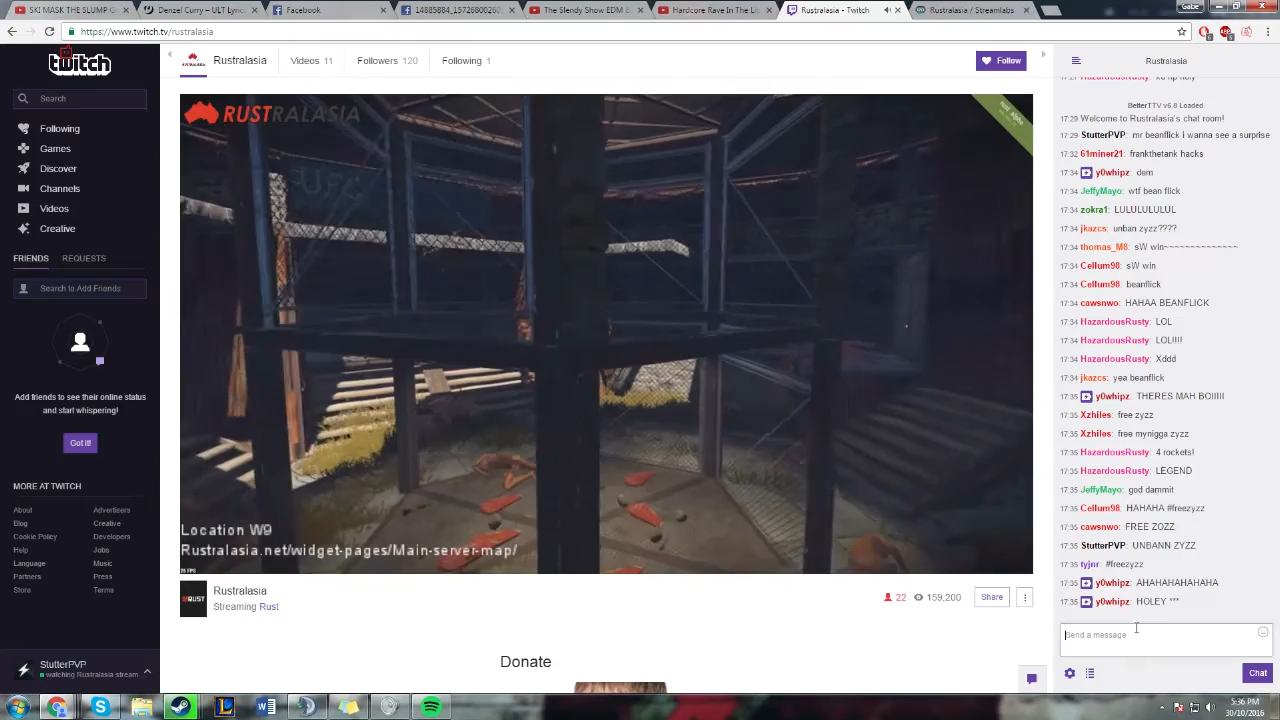 SKI MASK THE SLUMP
Facebook
14885884_15726800260
The Slendy Show EDM B
Hardcore Rave In The Li
Rustralasia - Twitch
Rustralasia | Streamlabs
https://www.twitch.tv/rustralasia
twitch
Search
Following
Games
Discover
Channels
Videos
Creative
FRIENDS
REQUESTS
Search to Add Friends
Add friends to see their online status
and start whispering!
Got it!
MORE AT TWITCH
About
Advertisers
Blog
Creative
Cookie Policy
Developers
Help
Jobs
Language
Music
Partners
Press
Store
Terms
StutterPVP
watching Rustralasia stream
Rustralasia
Videos 11
Followers 120
Following 1
Follow
RUSTRALASIA
Location W9
Rustralasia.net/widget-pages/Main-server-map/
25 FPS
RUST
Rustralasia
Streaming Rust
22
159,200
Share
Donate
Rustralasia
BetterTTV v6.8 Loaded.
17:29 Welcome to Rustralasia's chat room!
17:29 StutterPVP: mr beanflick i wanna see a surprise
17:32 61miner21: frankthetank hacks
17:34 y0whipz: dem
17:34 JeffyMayo: wtf bean flick
17:34 zokra1: LULULULULUL
17:34 jkazcs: unban zyzz????
17:34 thomas_M8: sW win~~~~~~~~~~~~~~
17:34 Cellum98: sW win
17:34 Cellum98: beanflick
17:34 cawsnwo: HAHAA BEANFLICK
17:34 HazardousRusty: LOL
17:34 HazardousRusty: LOL!!!!
17:34 HazardousRusty: Xddd
17:34 jkazcs: yea beanflick
17:35 y0whipz: THERES MAH BOIIIII
17:35 Xzhiles: free zyzz
17:35 Xzhiles: free mynigga zyzz
17:35 HazardousRusty: 4 rockets!
17:35 HazardousRusty: LEGEND
17:35 JeffyMayo: god dammit
17:35 Cellum98: HAHAHA #freezyzz
17:35 cawsnwo: FREE ZOZZ
17:35 StutterPVP: UNBANN ZYZZ
17:35 tyjnr: #freezyzz
17:35 y0whipz: AHAHAHAHAHAHA
17:35 y0whipz: HOLEY ***
Send a message
Chat
5:36 PM
30/10/2016